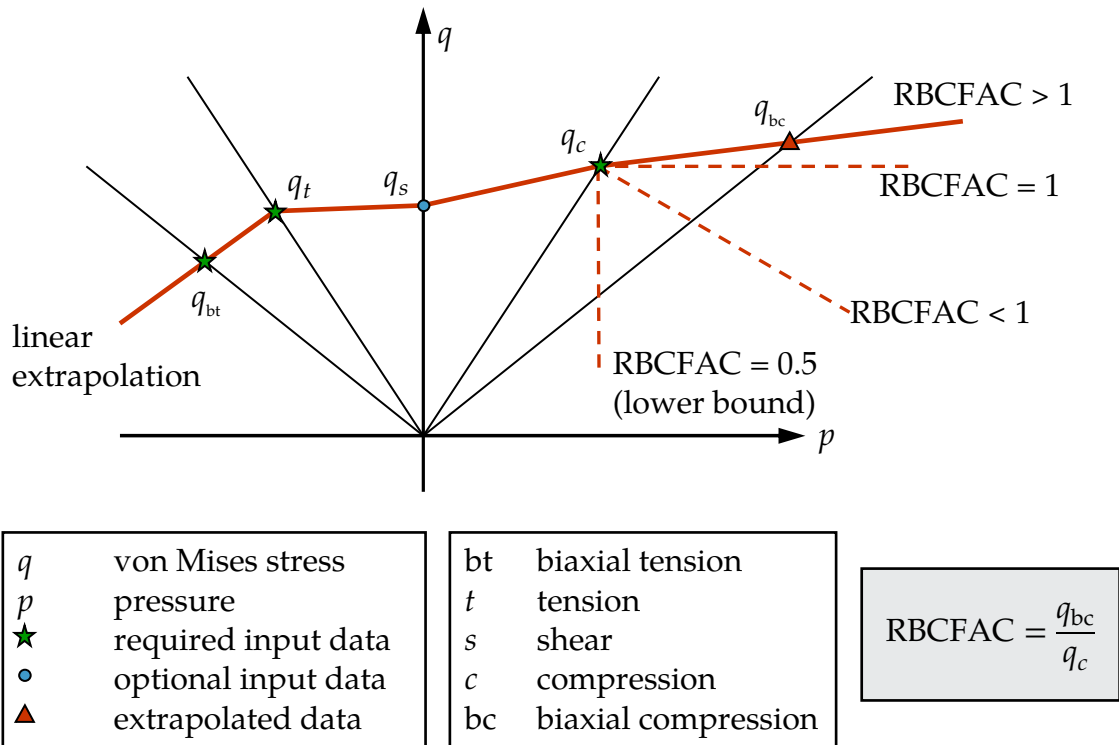 q
RBCFAC > 1
q_bc
q_c
q_t
q_s
RBCFAC = 1
q_bt
RBCFAC < 1
linear
extrapolation
RBCFAC = 0.5
(lower bound)
p
q von Mises stress
p pressure
required input data
optional input data
extrapolated data
bt biaxial tension
t tension
s shear
c compression
bc biaxial compression
RBCFAC = q_bc / q_c